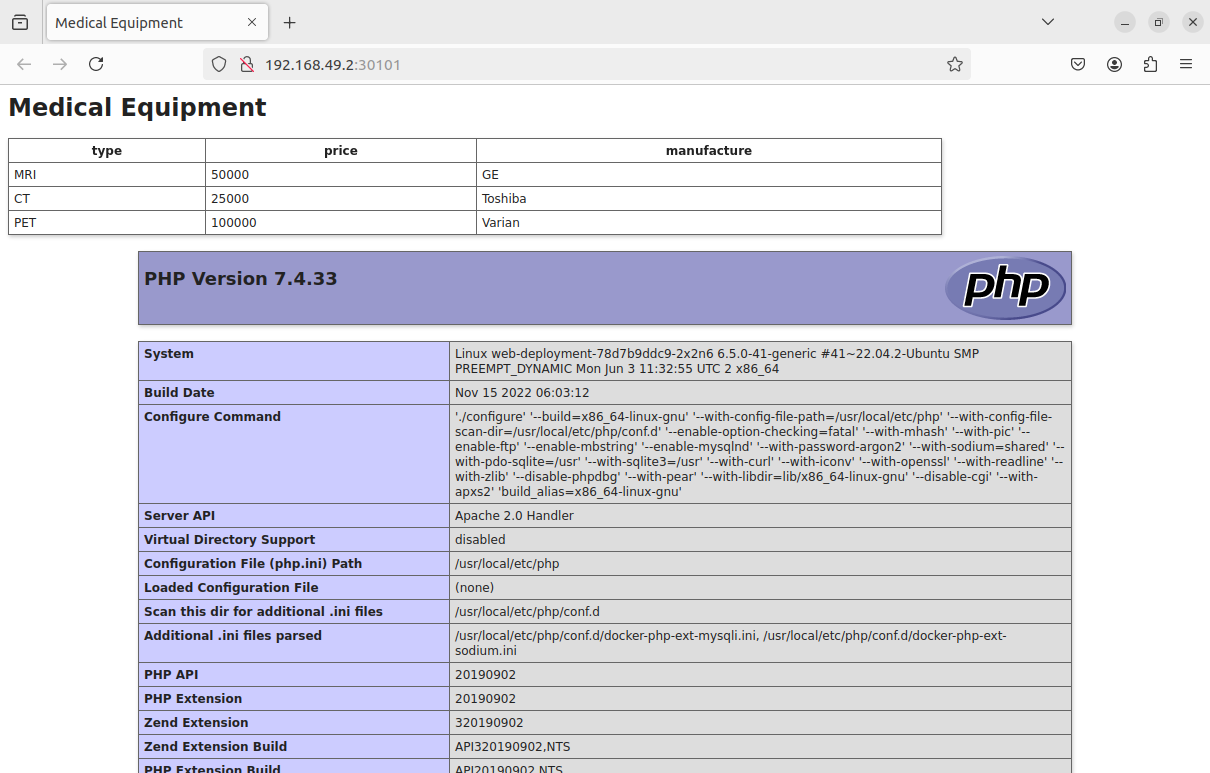 Medical Equipment
192.168.49.2:30101
Medical Equipment
type price manufacture
MRI 50000 GE
CT 25000 Toshiba
PET 100000 Varian
PHP Version 7.4.33
php
System Linux web-deployment-78d7b9ddc9-2x2n6 6.5.0-41-generic #41~22.04.2-Ubuntu SMP
PREEMPT_DYNAMIC Mon Jun 3 11:32:55 UTC 2 x86_64
Build Date Nov 15 2022 06:03:12
Configure Command './configure' '--build=x86_64-linux-gnu' '--with-config-file-path=/usr/local/etc/php' '--with-config-file-
scan-dir=/usr/local/etc/php/conf.d' '--enable-option-checking=fatal' '--with-mhash' '--with-pic' '--
enable-ftp' '--enable-mbstring' '--enable-mysqlnd' '--with-password-argon2' '--with-sodium=shared' '--
with-pdo-sqlite=/usr' '--with-sqlite3=/usr' '--with-curl' '--with-iconv' '--with-openssl' '--with-readline' '--
with-zlib' '--disable-phpdbg' '--with-pear' '--with-libdir=lib/x86_64-linux-gnu' '--disable-cgi' '--with-
apxs2' 'build_alias=x86_64-linux-gnu'
Server API Apache 2.0 Handler
Virtual Directory Support disabled
Configuration File (php.ini) Path /usr/local/etc/php
Loaded Configuration File (none)
Scan this dir for additional .ini files /usr/local/etc/php/conf.d
Additional .ini files parsed /usr/local/etc/php/conf.d/docker-php-ext-mysqli.ini, /usr/local/etc/php/conf.d/docker-php-ext-
sodium.ini
PHP API 20190902
PHP Extension 20190902
Zend Extension 320190902
Zend Extension Build API320190902,NTS
PHP Extension Build API20190902,NTS